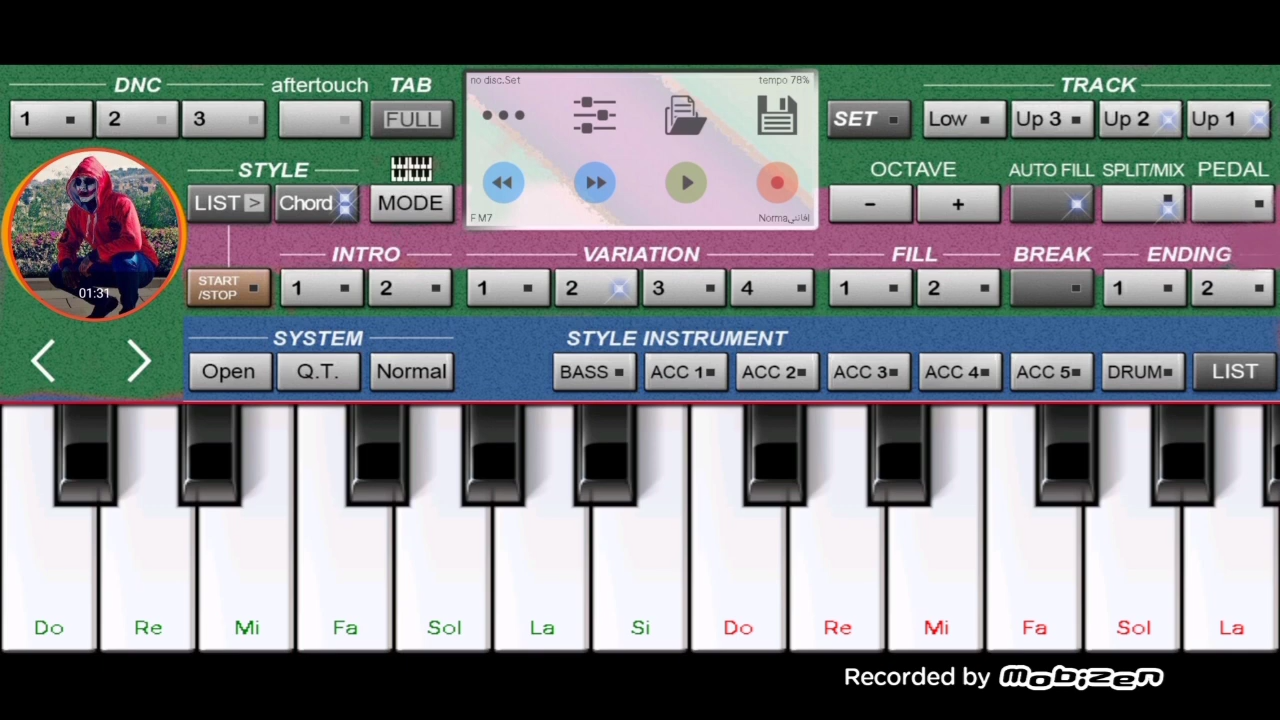 DNC aftertouch TAB
no disc.Set tempo 78%
TRACK
1 2 3 FULL
SET Low Up 3 Up 2 Up 1
STYLE
OCTAVE AUTO FILL SPLIT/MIX PEDAL
LIST > Chord MODE
- +
F M7
INTRO VARIATION FILL BREAK ENDING
START
/STOP
1 2 1 2 3 4 1 2 1 2
01:31
SYSTEM STYLE INSTRUMENT
Open Q.T. Normal BASS ACC 1 ACC 2 ACC 3 ACC 4 ACC 5 DRUM LIST
Do Re Mi Fa Sol La Si Do Re Mi Fa Sol La
Recorded by Mobizen